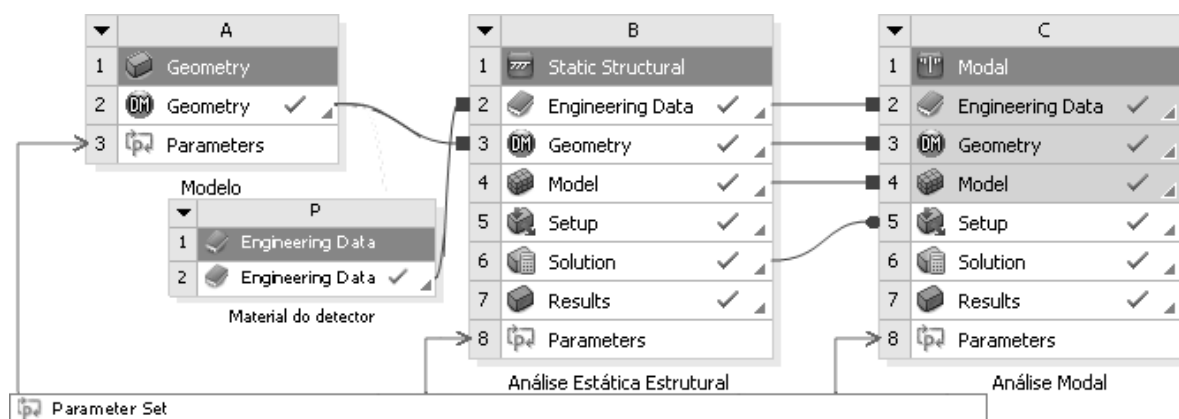 A
1 Geometry
2 Geometry
3 Parameters
Modelo
P
1 Engineering Data
2 Engineering Data
Material do detector
B
1 Static Structural
2 Engineering Data
3 Geometry
4 Model
5 Setup
6 Solution
7 Results
8 Parameters
Análise Estática Estrutural
C
1 Modal
2 Engineering Data
3 Geometry
4 Model
5 Setup
6 Solution
7 Results
8 Parameters
Análise Modal
Parameter Set